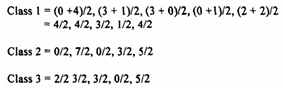 Class 1 = (0 +4)/2, (3 + 1)/2, (3 + 0)/2, (0 +1)/2, (2 + 2)/2
= 4/2, 4/2, 3/2, 1/2, 4/2
Class 2 = 0/2, 7/2, 0/2, 3/2, 5/2
Class 3 = 2/2 3/2, 3/2, 0/2, 5/2